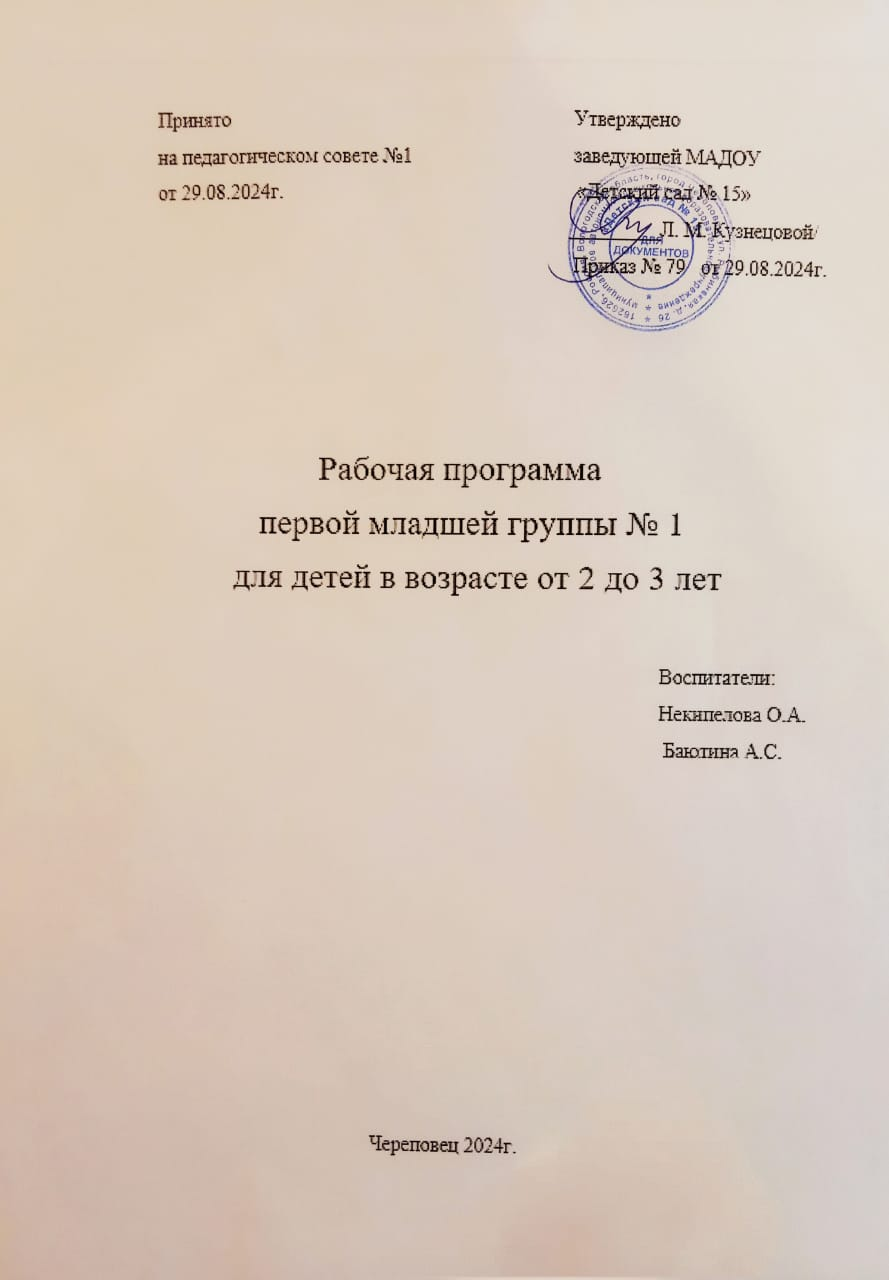 Принято
на педагогическом совете №1
от 29.08.2024г.
Утверждено
заведующей МАДОУ
«Детский сад № 15»
Л. М. Кузнецовой/
Приказ № 79 от 29.08.2024г.
ДЛЯ
ДОКУМЕНТОВ
Рабочая программа
первой младшей группы № 1
для детей в возрасте от 2 до 3 лет
Воспитатели:
Некипелова О.А.
Баютина А.С.
Череповец 2024г.